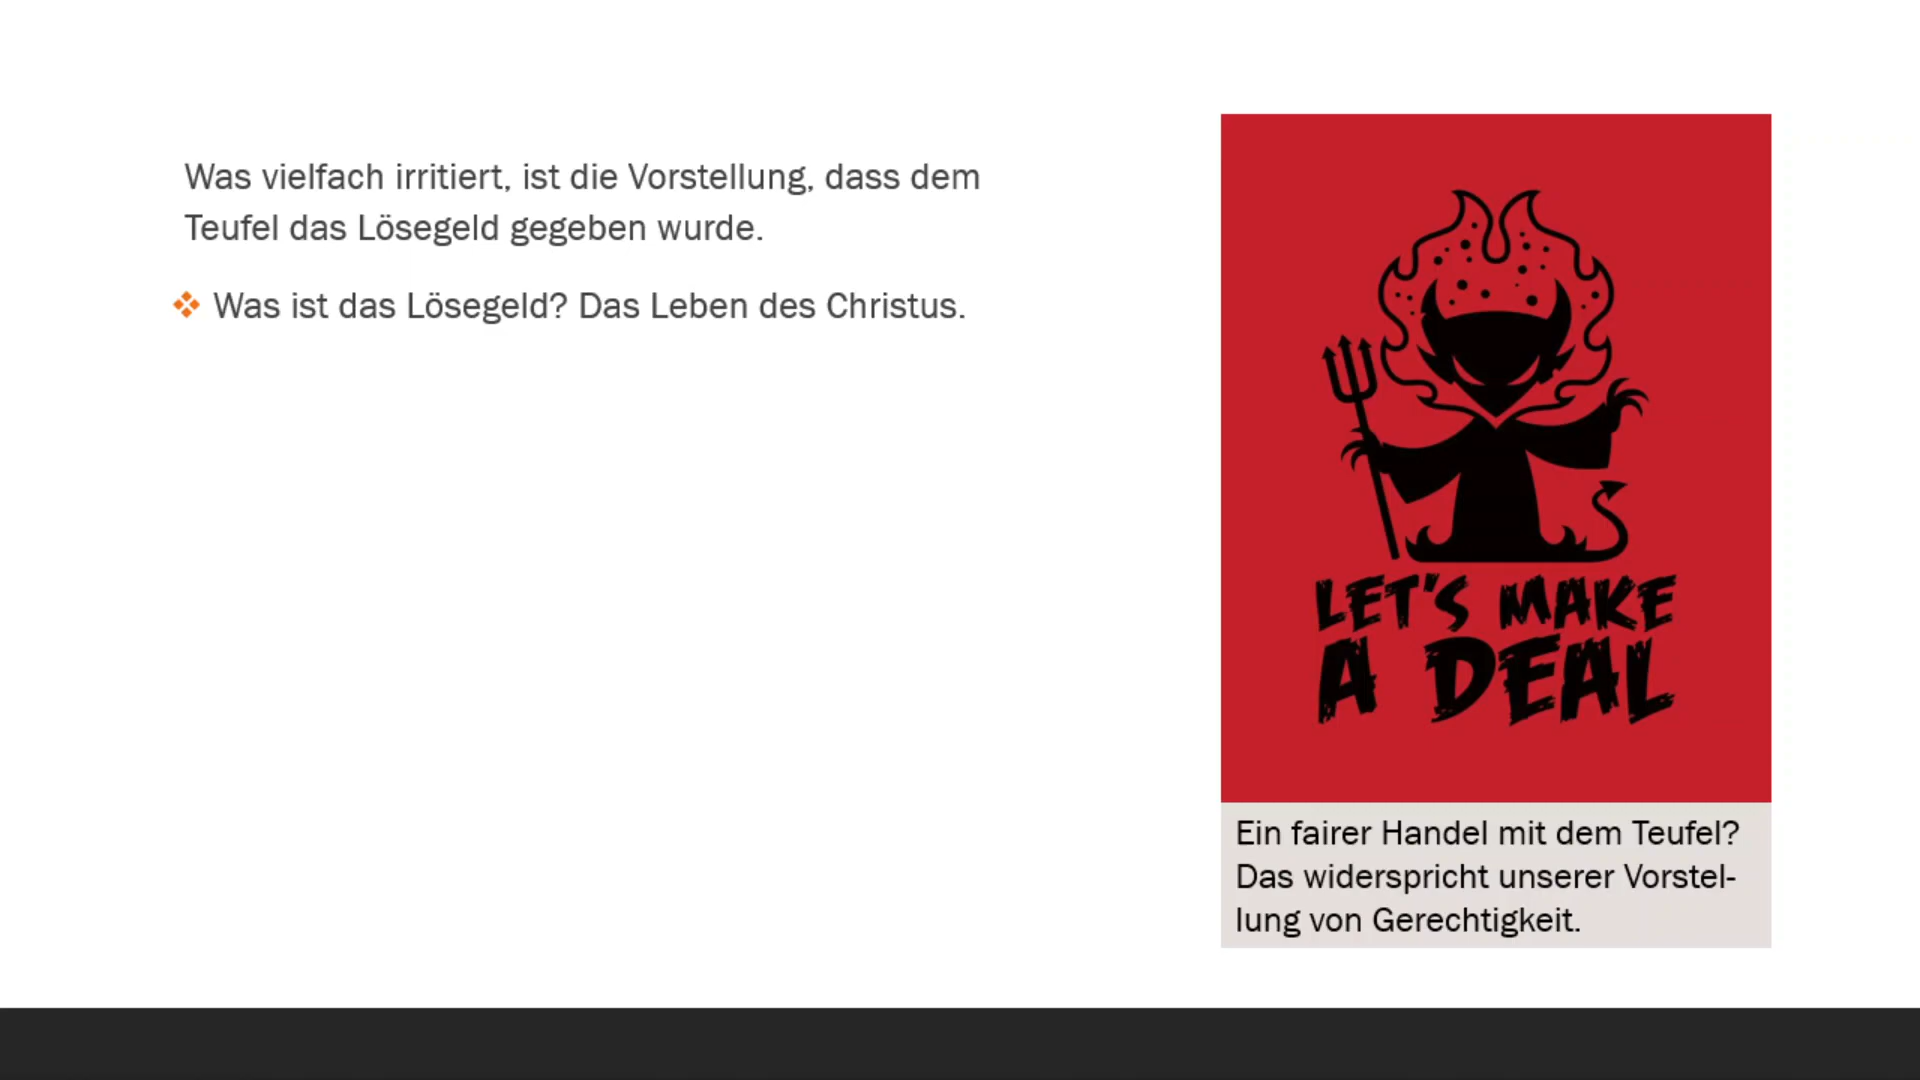 Was vielfach irritiert, ist die Vorstellung, dass dem
Teufel das Lösegeld gegeben wurde.
Was ist das Lösegeld? Das Leben des Christus.
LET'S MAKE
A DEAL
Ein fairer Handel mit dem Teufel?
Das widerspricht unserer Vorstel-
lung von Gerechtigkeit.